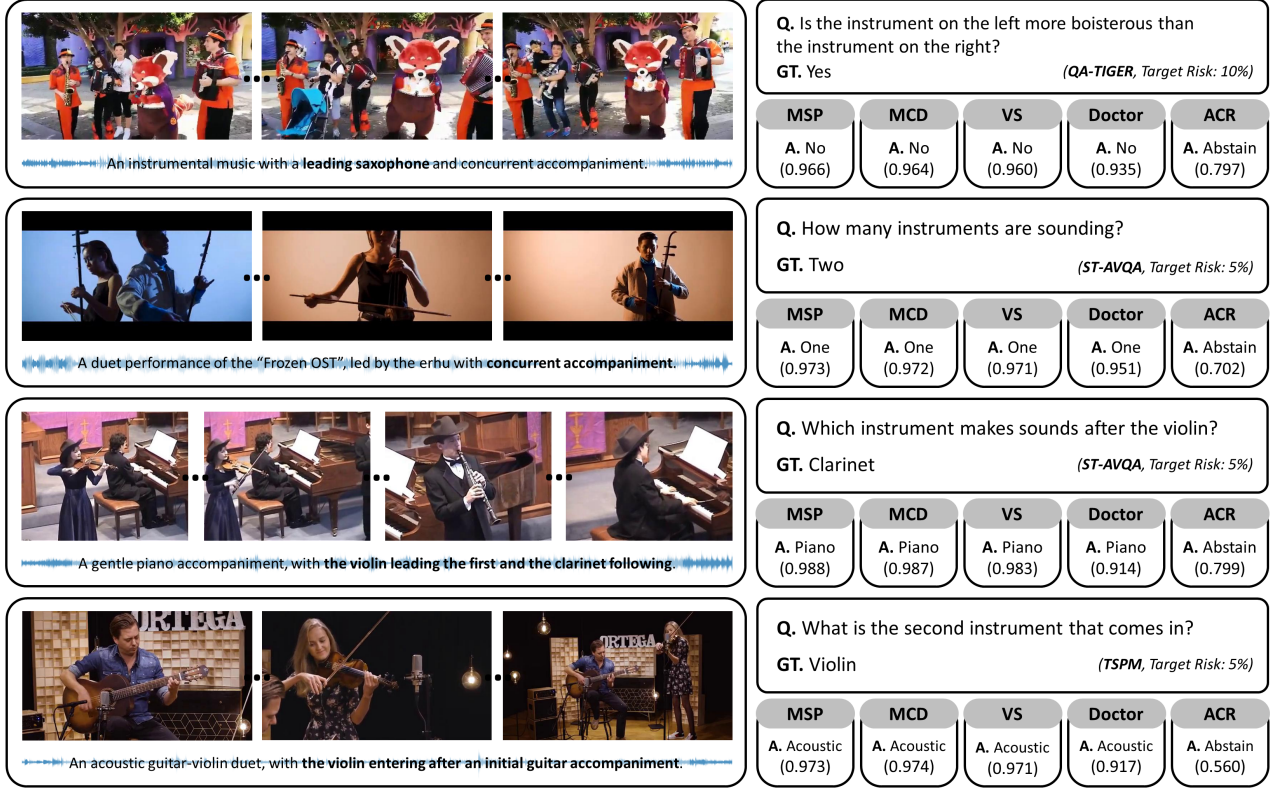 An instrumental music with a leading saxophone and concurrent accompaniment.
Q. Is the instrument on the left more boisterous than
the instrument on the right?
GT. Yes
(QA-TIGER, Target Risk: 10%)
MSP
MCD
VS
Doctor
ACR
A. No
(0.966)
A. No
(0.964)
A. No
(0.960)
A. No
(0.935)
A. Abstain
(0.797)
A duet performance of the “Frozen OST”, led by the erhu with concurrent accompaniment.
Q. How many instruments are sounding?
GT. Two
(ST-AVQA, Target Risk: 5%)
MSP
MCD
VS
Doctor
ACR
A. One
(0.973)
A. One
(0.972)
A. One
(0.971)
A. One
(0.951)
A. Abstain
(0.702)
A gentle piano accompaniment, with the violin leading the first and the clarinet following.
Q. Which instrument makes sounds after the violin?
GT. Clarinet
(ST-AVQA, Target Risk: 5%)
MSP
MCD
VS
Doctor
ACR
A. Piano
(0.988)
A. Piano
(0.987)
A. Piano
(0.983)
A. Piano
(0.914)
A. Abstain
(0.799)
ORTEGA
ORTEGA
An acoustic guitar-violin duet, with the violin entering after an initial guitar accompaniment.
Q. What is the second instrument that comes in?
GT. Violin
(TSPM, Target Risk: 5%)
MSP
MCD
VS
Doctor
ACR
A. Acoustic
(0.973)
A. Acoustic
(0.974)
A. Acoustic
(0.971)
A. Acoustic
(0.917)
A. Abstain
(0.560)